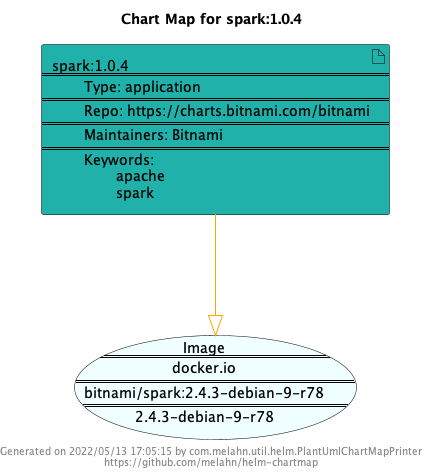 Chart Map for spark:1.0.4
spark:1.0.4
Type: application
Repo: https://charts.bitnami.com/bitnami
Maintainers: Bitnami
Keywords:
apache
spark
Image
docker.io
bitnami/spark:2.4.3-debian-9-r78
2.4.3-debian-9-r78
Generated on 2022/05/13 17:05:15 by com.melahn.util.helm.PlantUmlChartMapPrinter
https://github.com/melahn/helm-chartmap